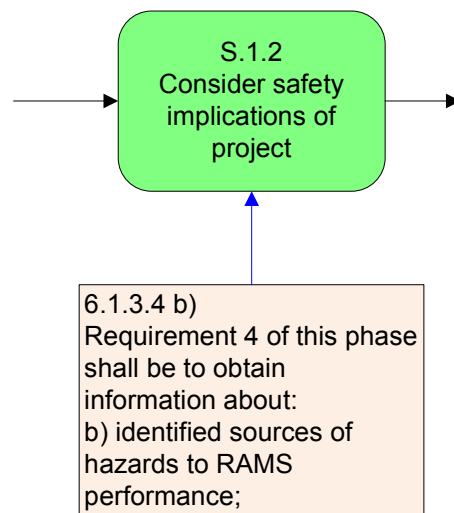 S.1.2
Consider safety
implications of
project
6.1.3.4 b)
Requirement 4 of this phase
shall be to obtain
information about:
b) identified sources of
hazards to RAMS
performance;